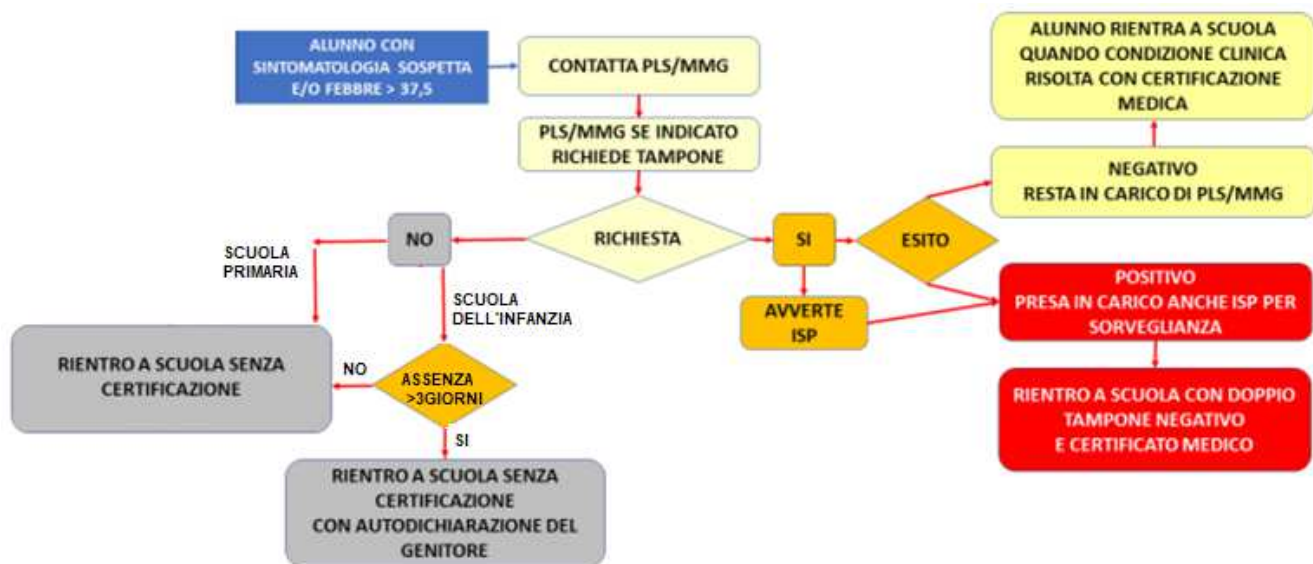 ALUNNO CON
SINTOMATOLOGIA SOSPETTA
E/O FEBBRE > 37,5
CONTATTA PLS/MMG
PLS/MMG SE INDICATO
RICHIEDE TAMPONE
RICHIESTA
NO
SI
ESITO
ALUNNO RIENTRA A SCUOLA
QUANDO CONDIZIONE CLINICA
RISOLTA CON CERTIFICAZIONE
MEDICA
NEGATIVO
RESTA IN CARICO DI PLS/MMG
SCUOLA
PRIMARIA
SCUOLA
DELL'INFANZIA
AVVERTE
ISP
POSITIVO
PRESA IN CARICO ANCHE ISP PER
SORVEGLIANZA
RIENTRO A SCUOLA SENZA
CERTIFICAZIONE
NO
ASSENZA
>3GIORNI
SI
RIENTRO A SCUOLA CON DOPPIO
TAMPONE NEGATIVO
E CERTIFICATO MEDICO
RIENTRO A SCUOLA SENZA
CERTIFICAZIONE
CON AUTODICHIARAZIONE DEL
GENITORE